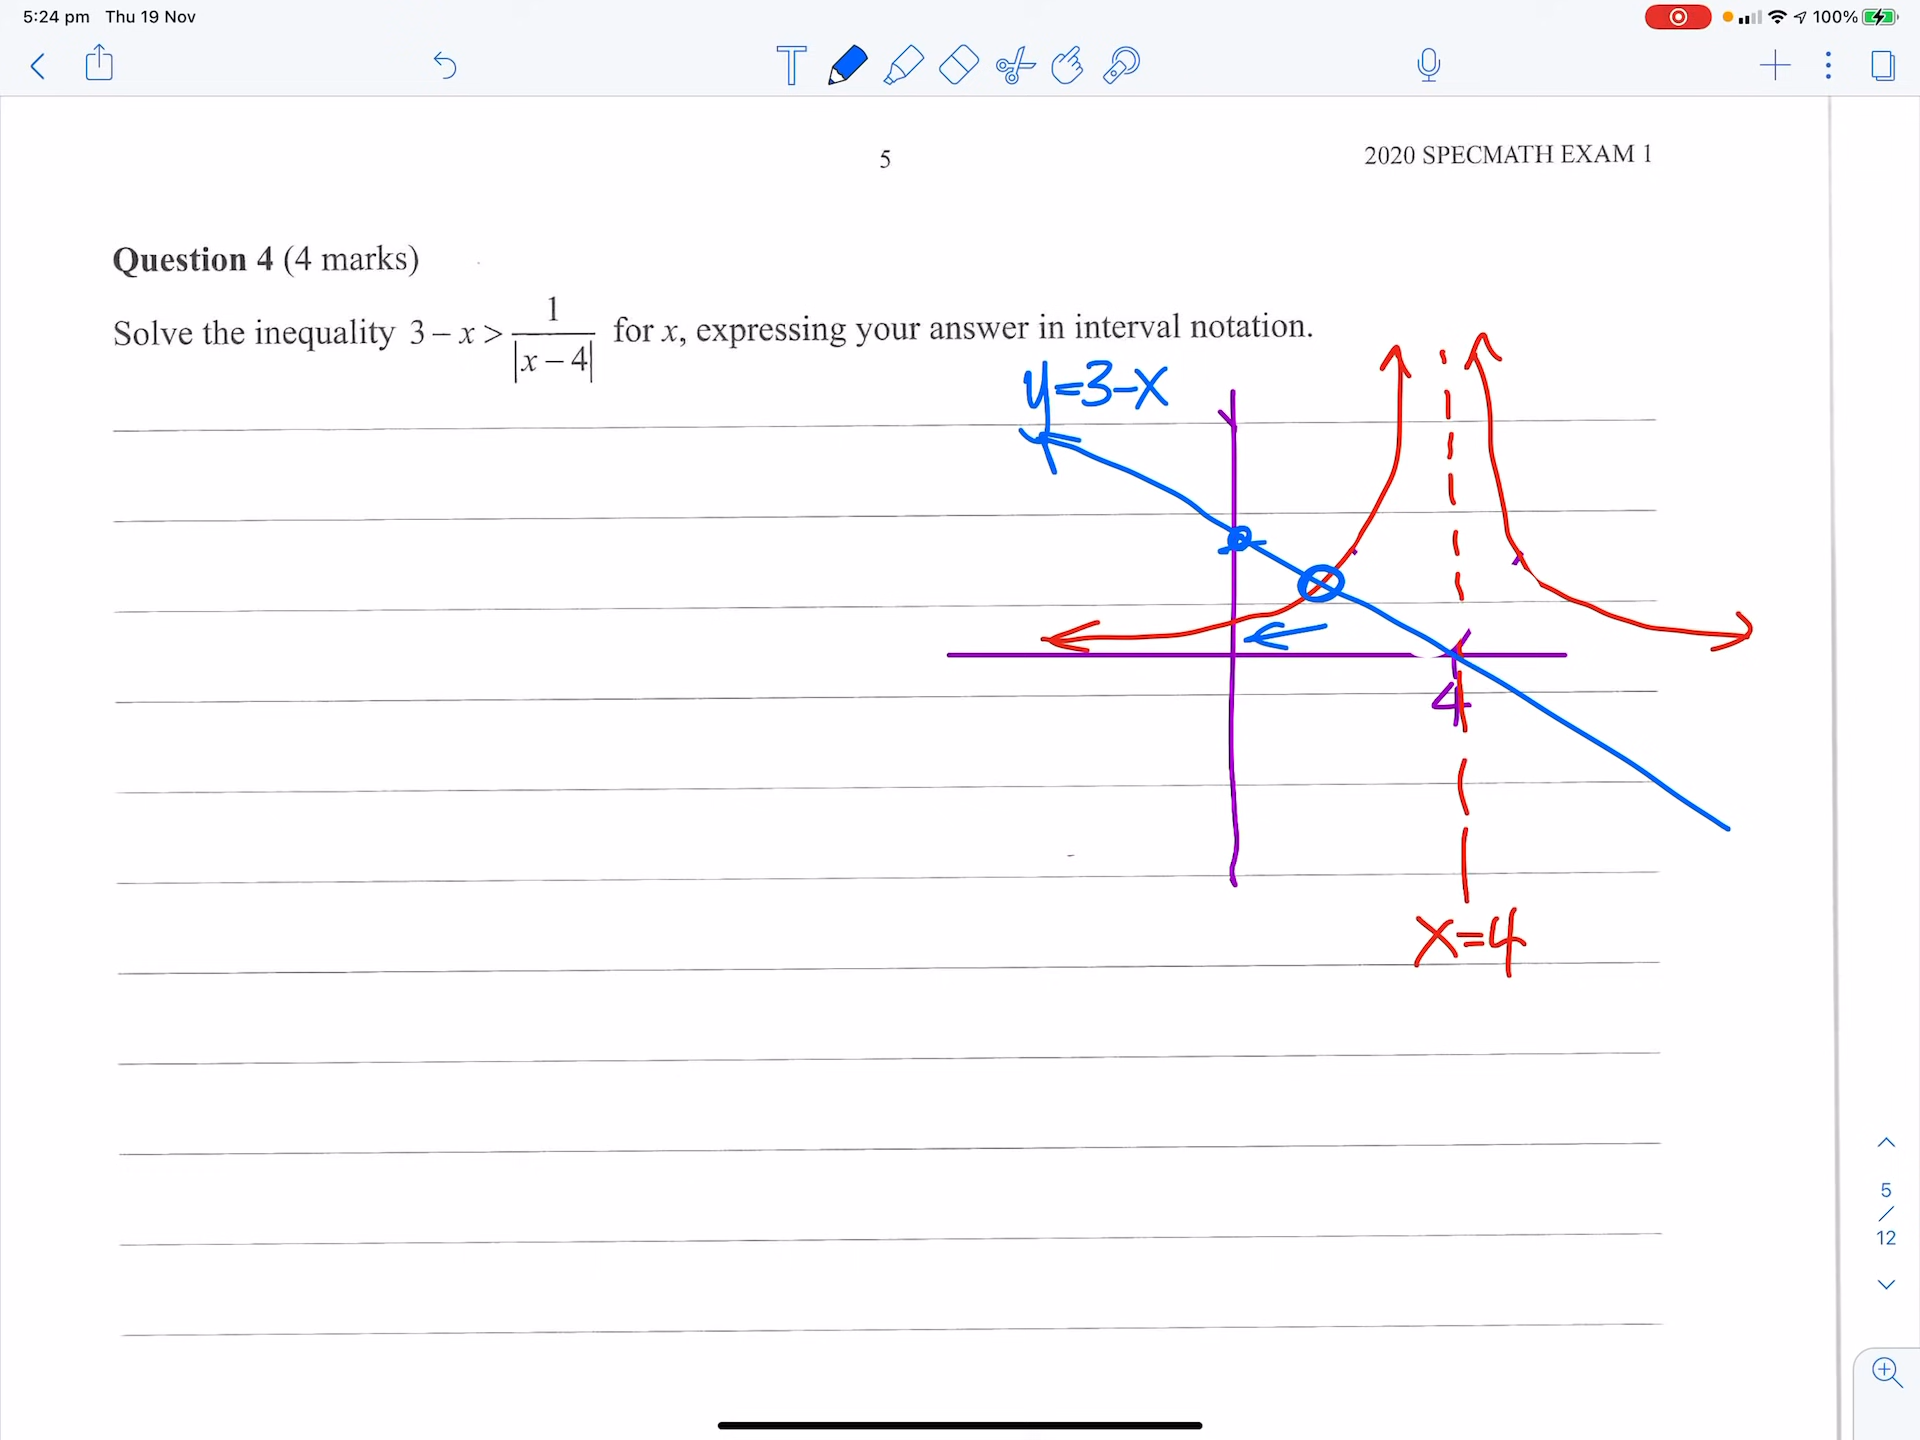 5:24 pm Thu 19 Nov
100%
5
2020 SPECMATH EXAM 1
Question 4 (4 marks)
Solve the inequality 3 – x > 1/|x – 4| for x, expressing your answer in interval notation.
y=3-x
4
x=4
5
/
12